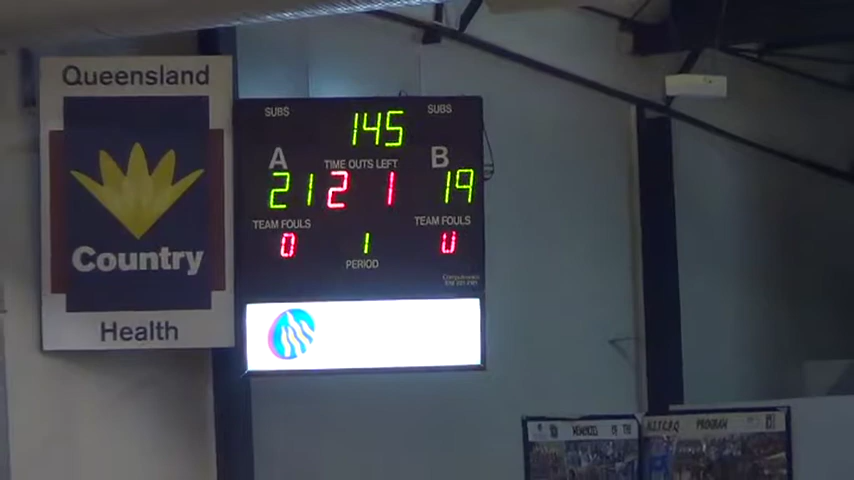 Queensland
Country
Health
SUBS
SUBS
145
A
TIME OUTS LEFT
B
21 2 1 19
TEAM FOULS
TEAM FOULS
0 1 U
PERIOD
PROGRAM